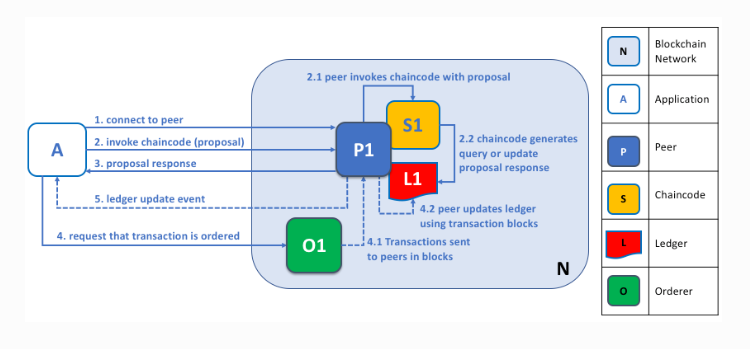 2.1 peer invokes chaincode with proposal
1. connect to peer
2. invoke chaincode (proposal)
3. proposal response
A
P1
S1
L1
2.2 chaincode generates
query or update
proposal response
5. ledger update event
4.2 peer updates ledger
using transaction blocks
4. request that transaction is ordered
O1
4.1 Transactions sent
to peers in blocks
N
N
Blockchain
Network
A
Application
P
Peer
S
Chaincode
L
Ledger
O
Orderer